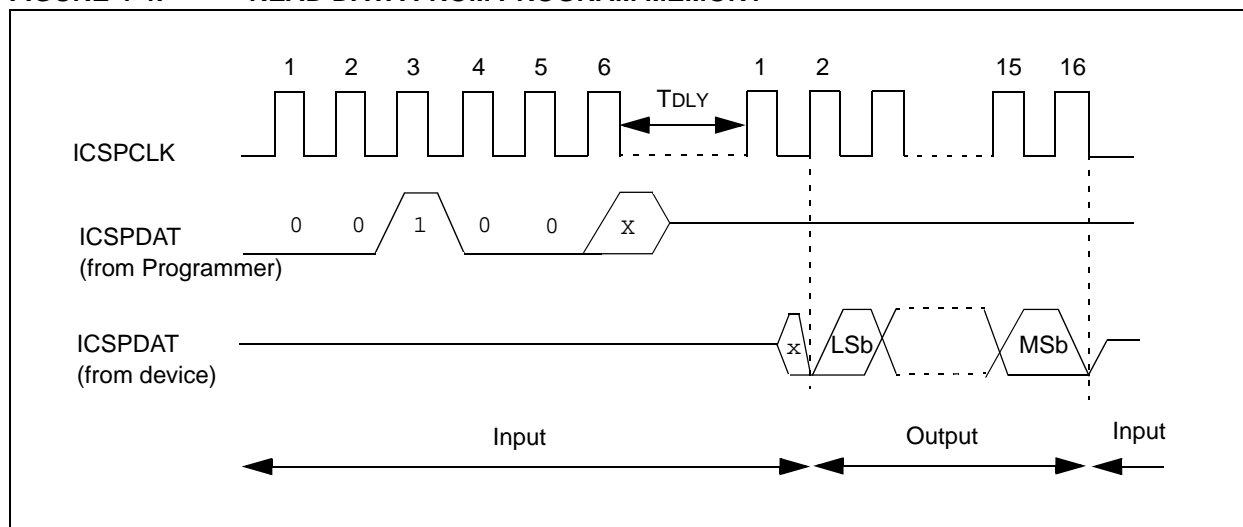 1 2 3 4 5 6 1 2 15 16
TDLY
ICSPCLK
ICSPDAT
(from Programmer)
0 0 1 0 0 x
ICSPDAT
(from device)
x LSb MSb
Input Output Input